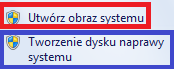 Utwórz obraz systemu
Tworzenie dysku naprawy
systemu